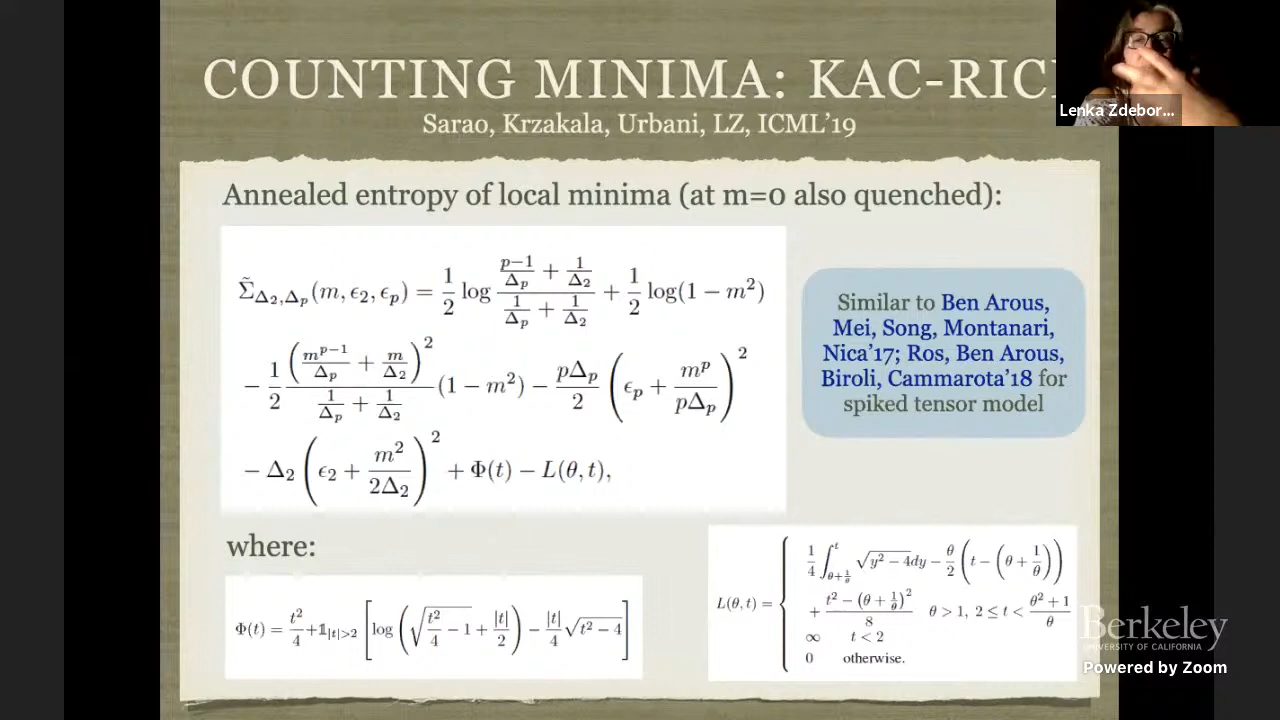 COUNTING MINIMA: KAC-RIC
Sarao, Krzakala, Urbani, LZ, ICML'19
Lenka Zdebor...
Annealed entropy of local minima (at m=0 also quenched):
Σ̃_{Δ₂,Δₚ}(m, ϵ₂, ϵₚ) = 1/2 log ((p−1)/Δₚ + 1/Δ₂)/(1/Δₚ + 1/Δ₂) + 1/2 log(1 − m²)
− 1/2 (m^{p−1}/Δₚ + m/Δ₂)²/(1/Δₚ + 1/Δ₂) (1 − m²) − pΔₚ/2 (ϵₚ + m^p/(pΔₚ))²
− Δ₂ (ϵ₂ + m²/(2Δ₂))² + Φ(t) − L(θ, t),
Similar to Ben Arous,
Mei, Song, Montanari,
Nica'17; Ros, Ben Arous,
Biroli, Cammarota'18 for
spiked tensor model
where:
Φ(t) = t²/4 + 𝟙_{|t|>2} [log (√(t²/4 − 1) + |t|/2) − |t|/4 √(t² − 4)]
L(θ, t) = { 1/4 ∫_{θ+1/θ}^{t} √(y² − 4) dy − θ/2 (t − (θ + 1/θ))
+ (t² − (θ + 1/θ)²)/8 θ > 1, 2 ≤ t < (θ² + 1)/θ
∞ t < 2
0 otherwise.
Berkeley
UNIVERSITY OF CALIFORNIA
Powered by Zoom